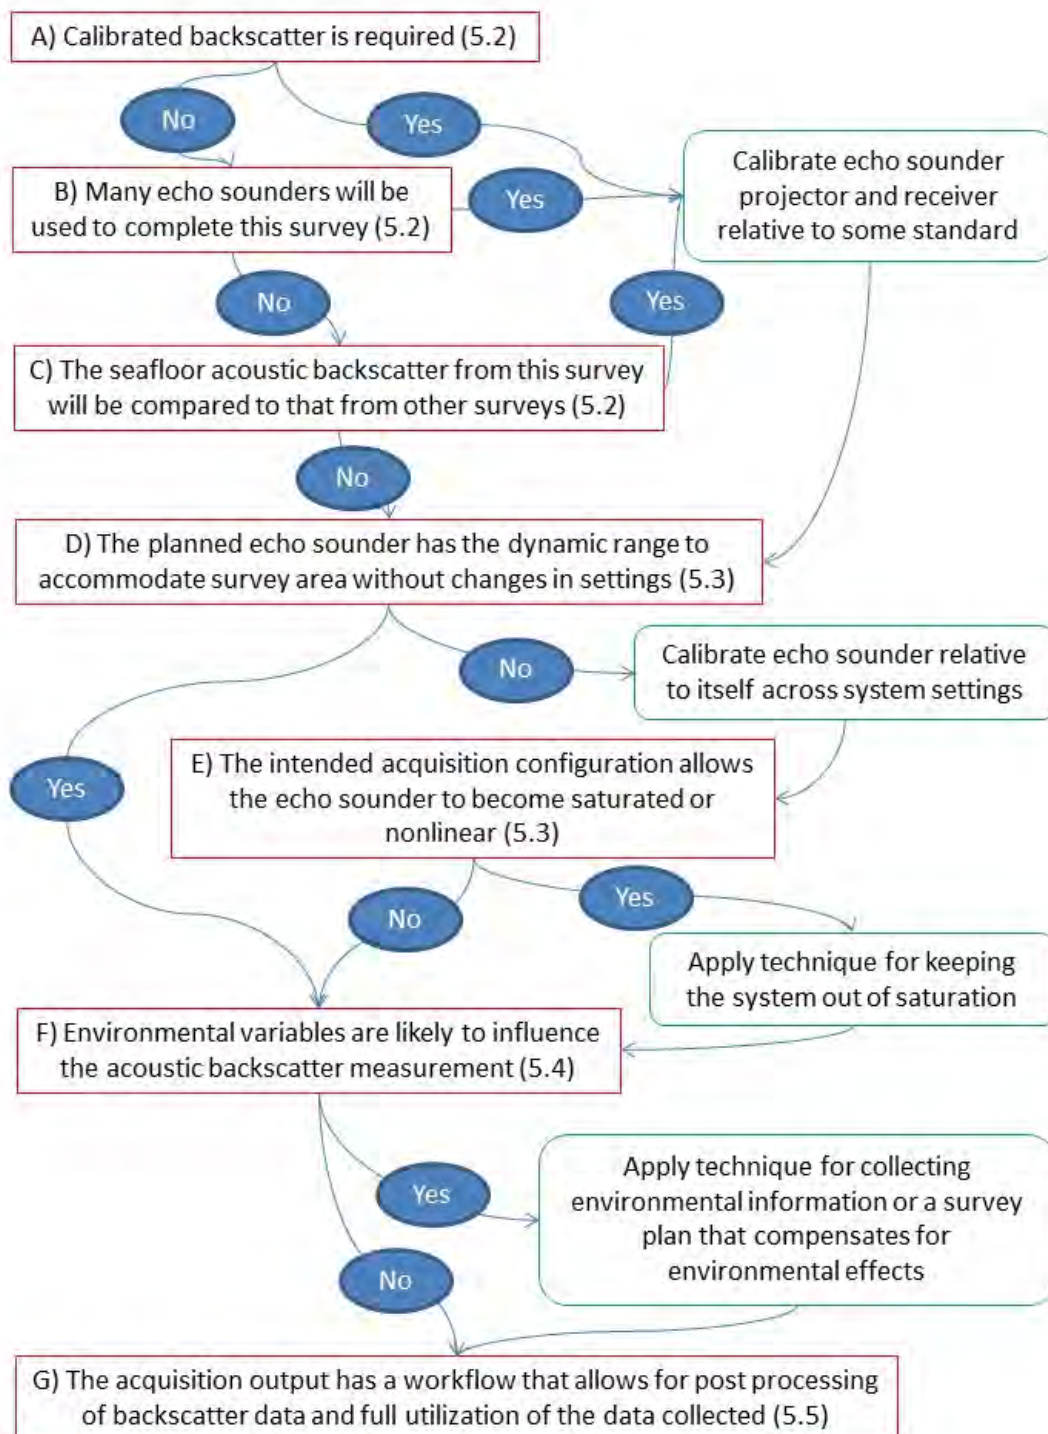 A) Calibrated backscatter is required (5.2)
No
Yes
B) Many echo sounders will be
used to complete this survey (5.2)
Yes
Calibrate echo sounder
projector and receiver
relative to some standard
No
Yes
C) The seafloor acoustic backscatter from this survey
will be compared to that from other surveys (5.2)
No
D) The planned echo sounder has the dynamic range to
accommodate survey area without changes in settings (5.3)
No
Calibrate echo sounder relative
to itself across system settings
Yes
E) The intended acquisition configuration allows
the echo sounder to become saturated or
nonlinear (5.3)
No
Yes
Apply technique for keeping
the system out of saturation
F) Environmental variables are likely to influence
the acoustic backscatter measurement (5.4)
Yes
Apply technique for collecting
environmental information or a survey
plan that compensates for
environmental effects
No
G) The acquisition output has a workflow that allows for post processing
of backscatter data and full utilization of the data collected (5.5)